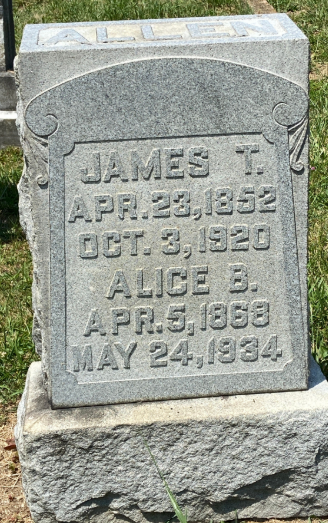 ALLEN
JAMES T.
APR. 23, 1852
OCT. 3, 1920
ALICE B.
APR. 5, 1868
MAY 24, 1934